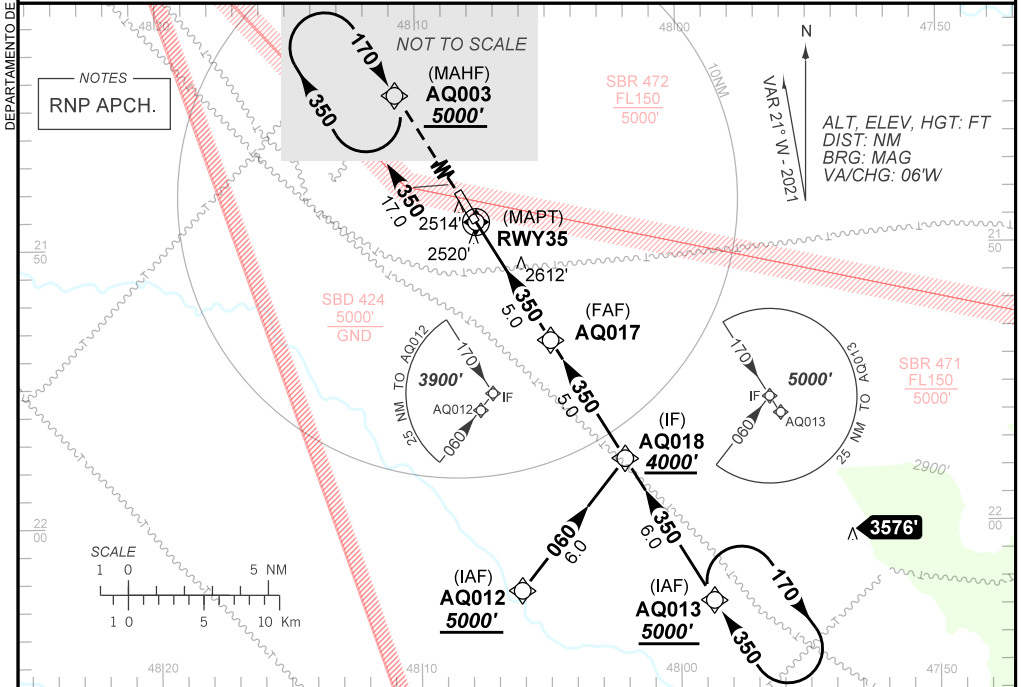 DEPARTAMENTO DE
48°20
48°10
48°00
47°50
NOTES
RNP APCH.
NOT TO SCALE
170
350
(MAHF)
AQ003
5000'
SBR 472
FL150
5000'
10NM
N
VAR 21° W - 2021
ALT, ELEV, HGT: FT
DIST: NM
BRG: MAG
VA/CHG: 06'W
350
17.0
2514'
(MAPT)
RWY35
2520'
2612'
21
50
21
50
350
5.0
(FAF)
AQ017
SBD 424
5000'
GND
25 NM TO AQ012
170
3900'
IF
AQ012
060
350
5.0
170
5000'
IF
AQ013
060
25 NM TO AQ013
SBR 471
FL150
5000'
(IF)
AQ018
4000'
2900'
3576'
22
00
22
00
060
6.0
350
6.0
SCALE
1 0 5 NM
1 0 5 10 Km
(IAF)
AQ012
5000'
(IAF)
AQ013
5000'
170
350
48|20
48|10
48|00
47|50